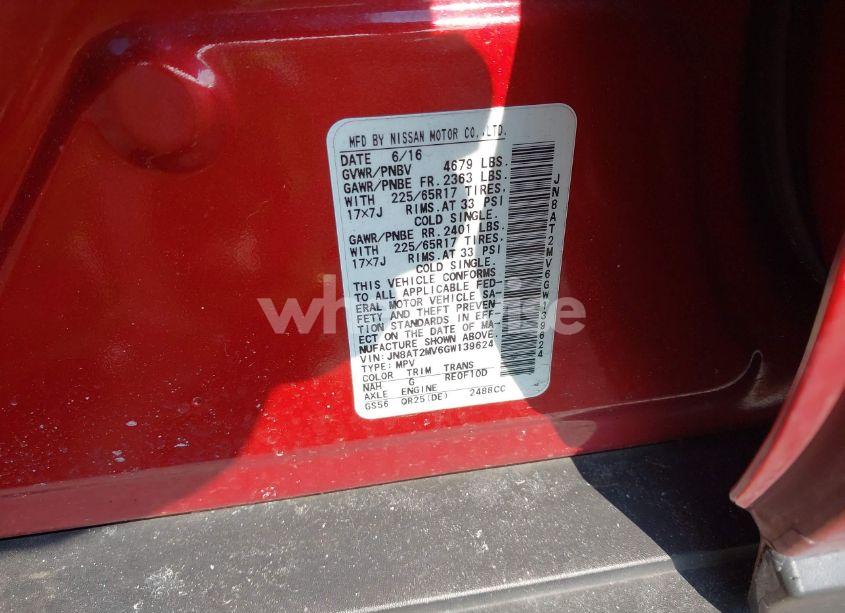 MFD BY NISSAN MOTOR CO.,LTD.
DATE 6/16
GVWR/PNBV 4679 LBS.
GAWR/PNBE FR. 2363 LBS.
WITH 225/65R17 TIRES,
17×7J RIMS.AT 33 PSI
COLD SINGLE.
GAWR/PNBE RR. 2401 LBS.
WITH 225/65R17 TIRES,
17×7J RIMS.AT 33 PSI
COLD SINGLE.
THIS VEHICLE CONFORMS
TO ALL APPLICABLE FED-
ERAL MOTOR VEHICLE SA-
FETY AND THEFT PREVEN-
TION STANDARDS IN EFF-
ECT ON THE DATE OF MA-
NUFACTURE SHOWN ABOVE.
VIN: JN8AT2MV6GW139624
TYPE: MPV
COLOR TRIM TRANS
NAH G RE0F10D
AXLE ENGINE
GS56 QR25(DE) 2488CC
JN8AT2MV6GW139624